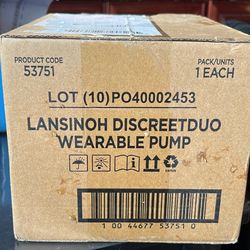 PRODUCT CODE
53751
PACK/UNITS
1 EACH
LOT (10)PO40002453
LANSINOH DISCREETDUO
WEARABLE PUMP
1 00 44677 53751 0